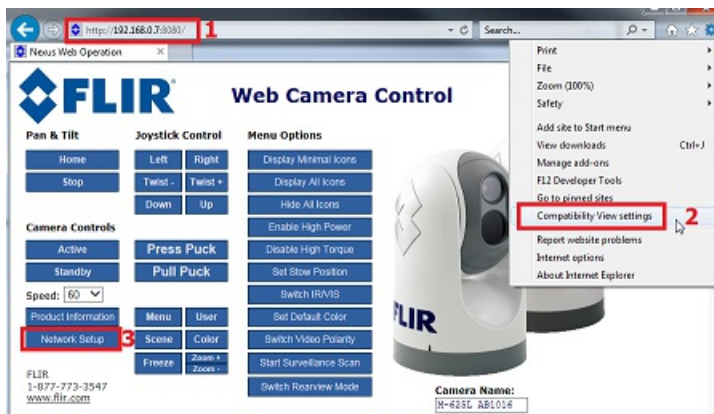 http://192.168.0.7:8080/
1
Search...
Nexus Web Operation
FLIR
Web Camera Control
Pan & Tilt
Home
Stop
Camera Controls
Active
Standby
Speed: 60
Product Information
Network Setup
3
FLIR
1-877-773-3547
www.flir.com
Joystick Control
Left Right
Twist - Twist +
Down Up
Press Puck
Pull Puck
Menu User
Scene Color
Freeze Zoom +
Zoom -
Menu Options
Display Minimal Icons
Display All Icons
Hide All Icons
Enable High Power
Disable High Torque
Set Stow Position
Switch IR/VIS
Set Default Color
Switch Video Polarity
Start Surveillance Scan
Switch Rearview Mode
FLIR
Camera Name:
M-625L AB1016
Print
File
Zoom (100%)
Safety
Add site to Start menu
View downloads Ctrl+J
Manage add-ons
F12 Developer Tools
Go to pinned sites
Compatibility View settings
2
Report website problems
Internet options
About Internet Explorer